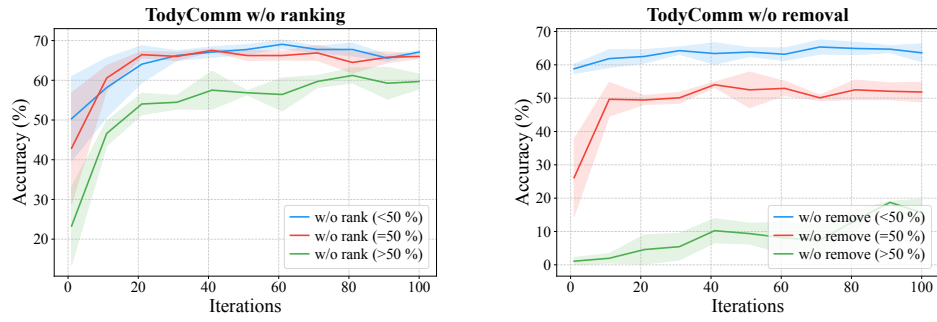 TodyComm w/o ranking
70
60
50
40
30
20
0
20
40
60
80
100
Accuracy (%)
Iterations
w/o rank (<50 %)
w/o rank (=50 %)
w/o rank (>50 %)
TodyComm w/o removal
70
60
50
40
30
20
10
0
0
20
40
60
80
100
Accuracy (%)
Iterations
w/o remove (<50 %)
w/o remove (=50 %)
w/o remove (>50 %)